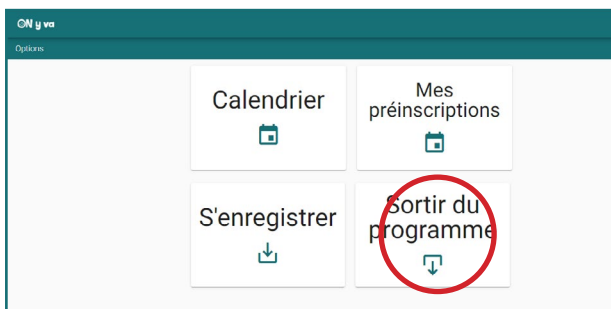 ON y va
Options
Calendrier
Mes
préinscriptions
S'enregistrer
Sortir du
programme